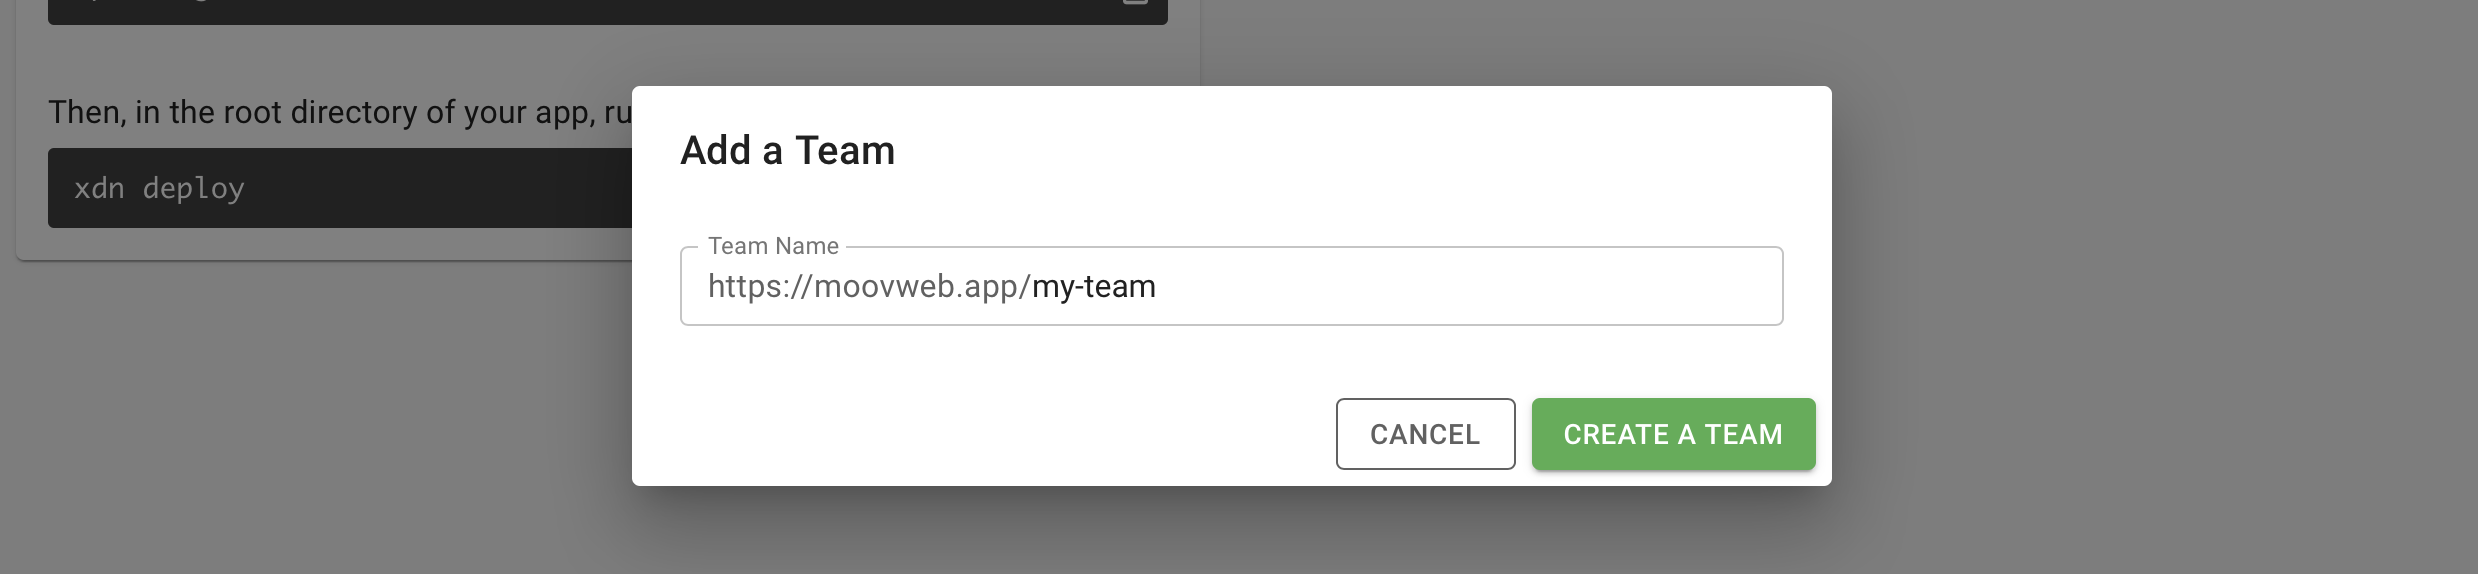 Then, in the root directory of your app, ru
xdn deploy
Add a Team
Team Name
https://moovweb.app/my-team
CANCEL
CREATE A TEAM